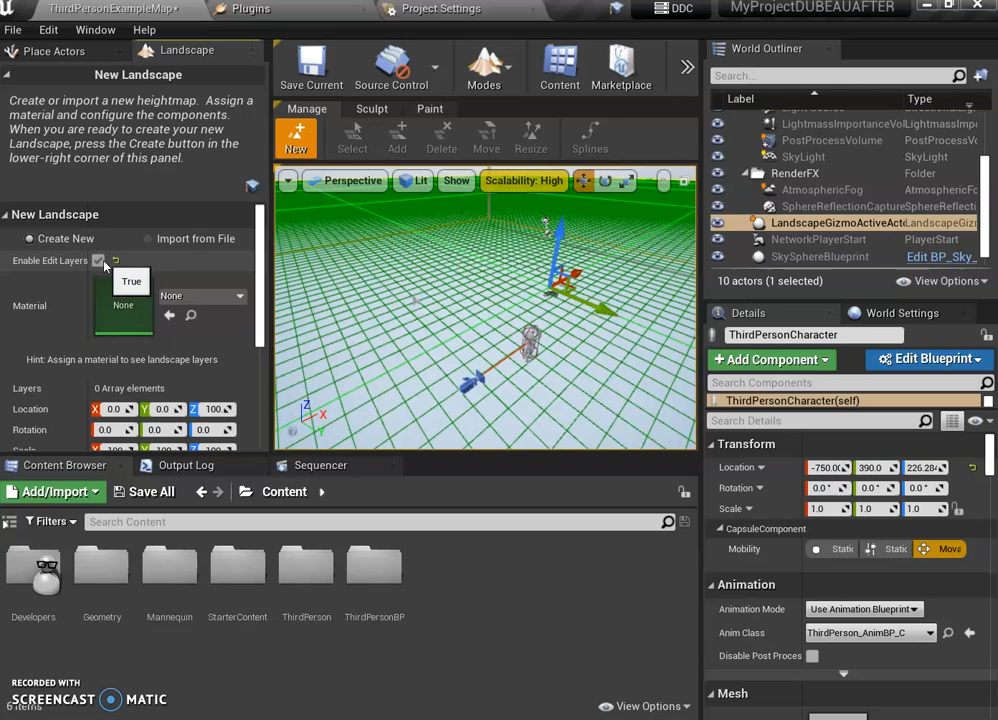 ThirdPersonExampleMap*
Plugins
Project Settings
DDC
MyProjectDUBEAUAFTER
File Edit Window Help
Place Actors
Landscape
New Landscape
Create or import a new heightmap. Assign a
material and configure the components.
When you are ready to create your new
Landscape, press the Create button in the
lower-right corner of this panel.
New Landscape
Create New
Import from File
Enable Edit Layers
True
Material
None
None
Hint: Assign a material to see landscape layers
Layers 0 Array elements
Location X 0.0 Y 0.0 Z 100.
Rotation 0.0 0.0 0.0
Save Current
Source Control
Modes
Content
Marketplace
Manage Sculpt Paint
New Select Add Delete Move Resize Splines
Perspective Lit Show Scalability: High
Z
X
Y
World Outliner
Search...
Label Type
LightmassImportanceVol LightmassImp
PostProcessVolume PostProcessV
SkyLight SkyLight
RenderFX Folder
AtmosphericFog AtmosphericF
SphereReflectionCapture SphereReflecti
LandscapeGizmoActiveAct LandscapeGiz
NetworkPlayerStart PlayerStart
SkySphereBlueprint Edit BP_Sky_
10 actors (1 selected)
View Options
Details
World Settings
ThirdPersonCharacter
+ Add Component
Edit Blueprint
Search Components
ThirdPersonCharacter(self)
Search Details
Transform
Location -750.0 390.0 226.284
Rotation 0.0 ° 0.0 ° 0.0 °
Scale 1.0 1.0 1.0
CapsuleComponent
Mobility Static Static Mova
Animation
Animation Mode Use Animation Blueprint
Anim Class ThirdPerson_AnimBP_C
Disable Post Proces
Mesh
Content Browser
Output Log
Sequencer
Add/Import
Save All
Content
Filters
Search Content
Developers
Geometry
Mannequin
StarterContent
ThirdPerson
ThirdPersonBP
RECORDED WITH
SCREENCAST MATIC
6 items
View Options